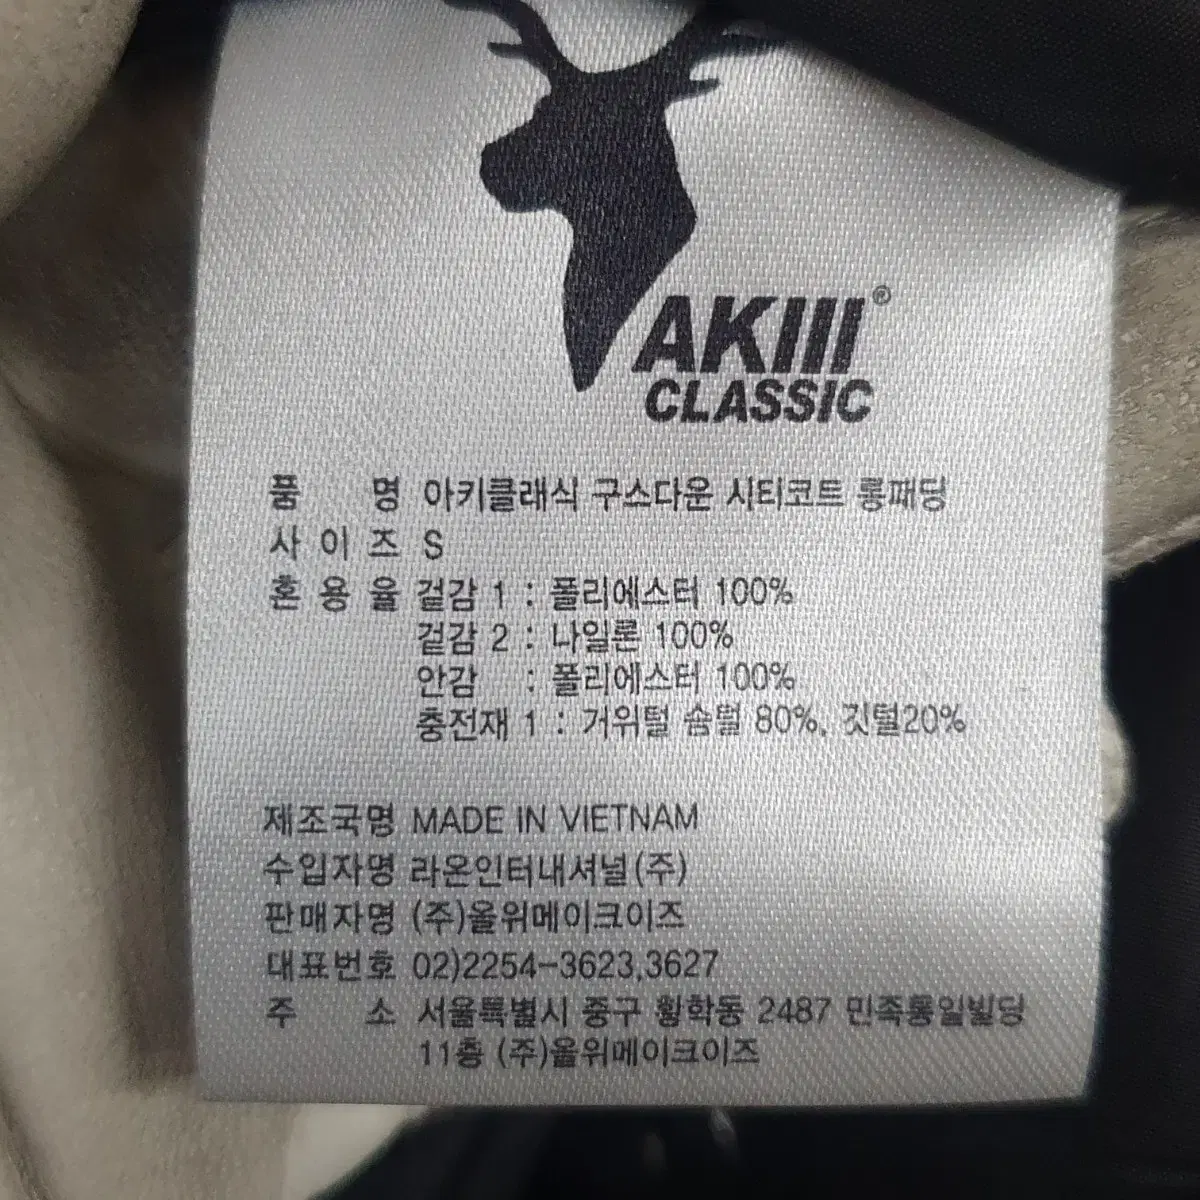 AKIII®
CLASSIC
품 명 아키클래식 구스다운 시티코트 롱패딩
사 이 즈 S
혼 용 율 겉감 1 : 폴리에스터 100%
겉감 2 : 나일론 100%
안감 : 폴리에스터 100%
충전재 1 : 거위털 솜털 80%, 깃털20%
제조국명 MADE IN VIETNAM
수입자명 라온인터내셔널(주)
판매자명 (주)올위메이크이즈
대표번호 02)2254-3623,3627
주 소 서울특별시 중구 황학동 2487 민족통일빌딩
11층 (주)올위메이크이즈